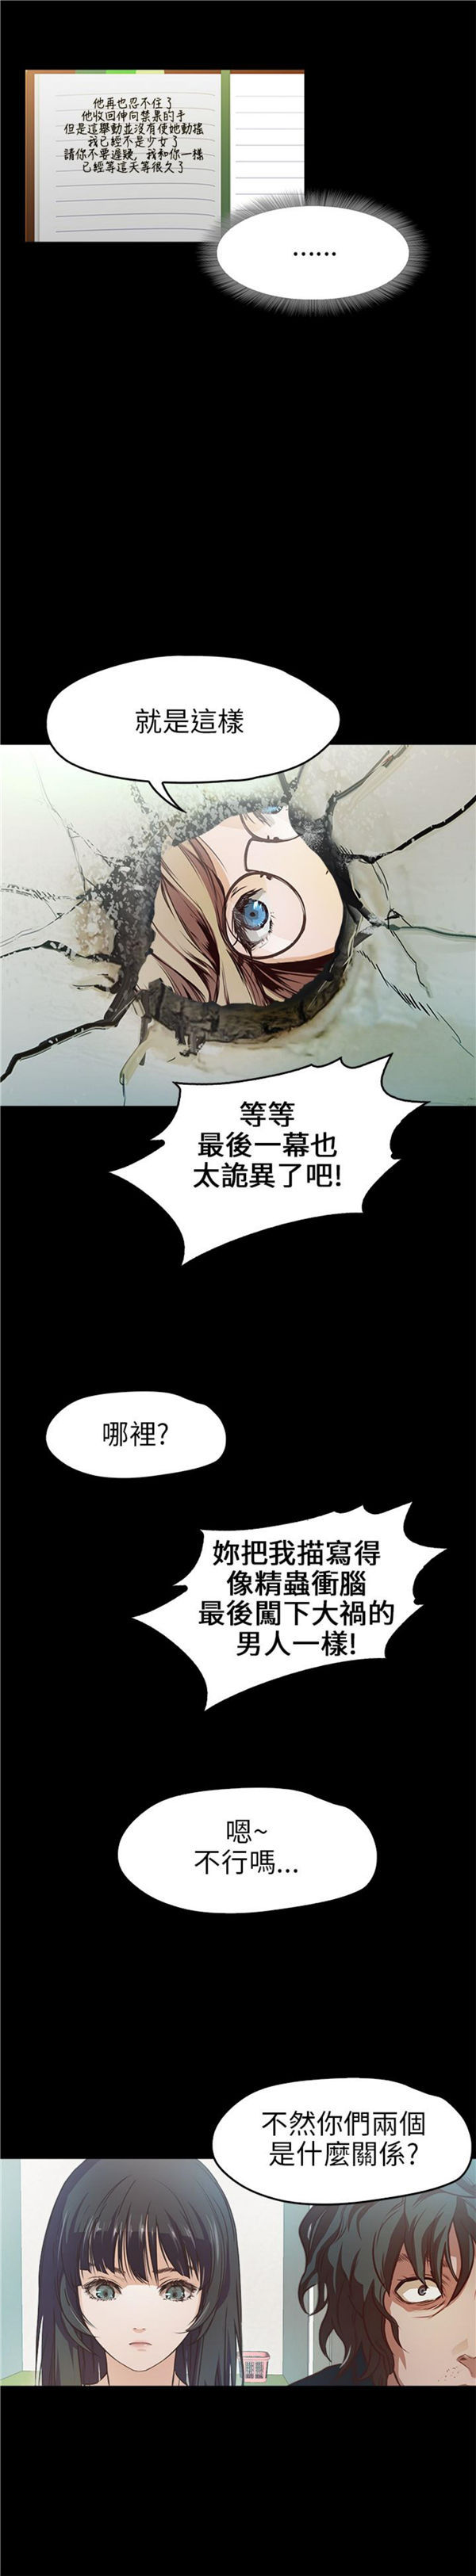 他再也忍不住了
他收回伸向禁果的手
但是這舉動並沒有使她動搖
我已經不是少女了
請你不要遲疑, 我和你一樣
已經等這天等很久了
......
就是這樣
等等
最後一幕也
太詭異了吧!
哪裡?
妳把我描寫得
像精蟲衝腦
最後闖下大禍的
男人一樣!
嗯~
不行嗎...
不然你們兩個
是什麼關係?